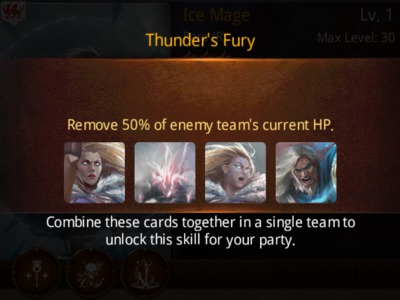 Ice Mage
Lv. 1
Thunder's Fury
Max Level: 30
Remove 50% of enemy team's current HP.
Combine these cards together in a single team to
unlock this skill for your party.